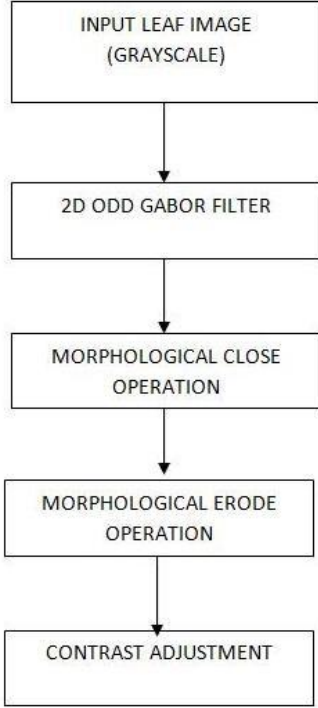 INPUT LEAF IMAGE
(GRAYSCALE)
2D ODD GABOR FILTER
MORPHOLOGICAL CLOSE
OPERATION
MORPHOLOGICAL ERODE
OPERATION
CONTRAST ADJUSTMENT